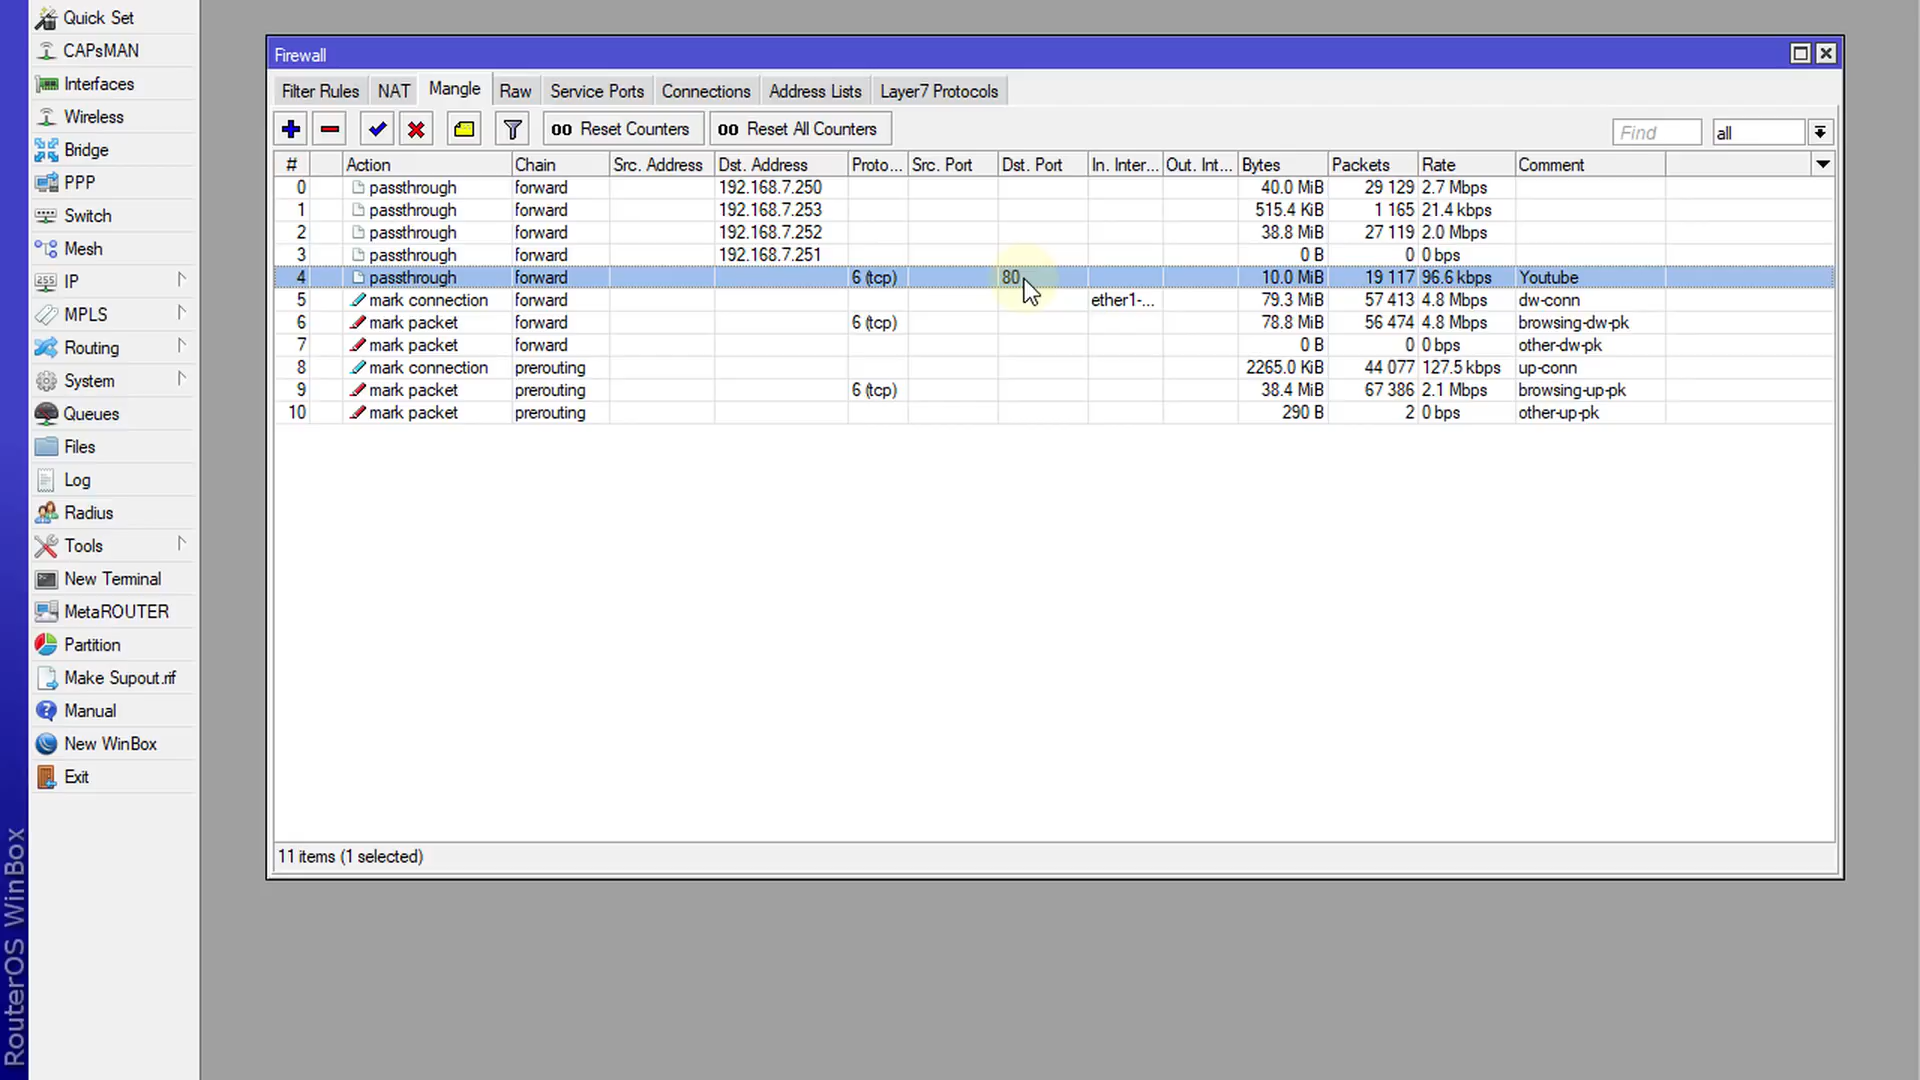 Quick Set
CAPsMAN
Interfaces
Wireless
Bridge
PPP
Switch
Mesh
IP
MPLS
Routing
System
Queues
Files
Log
Radius
Tools
New Terminal
MetaROUTER
Partition
Make Supout.rif
Manual
New WinBox
Exit
RouterOS WinBox
Firewall
Filter Rules NAT Mangle Raw Service Ports Connections Address Lists Layer7 Protocols
00 Reset Counters 00 Reset All Counters Find all
# Action Chain Src. Address Dst. Address Proto... Src. Port Dst. Port In. Inter... Out. Int... Bytes Packets Rate Comment
0 passthrough forward 192.168.7.250 40.0 MiB 29 129 2.7 Mbps
1 passthrough forward 192.168.7.253 515.4 KiB 1 165 21.4 kbps
2 passthrough forward 192.168.7.252 38.8 MiB 27 119 2.0 Mbps
3 passthrough forward 192.168.7.251 0 B 0 0 bps
4 passthrough forward 6 (tcp) 80 10.0 MiB 19 117 96.6 kbps Youtube
5 mark connection forward ether1-... 79.3 MiB 57 413 4.8 Mbps dw-conn
6 mark packet forward 6 (tcp) 78.8 MiB 56 474 4.8 Mbps browsing-dw-pk
7 mark packet forward 0 B 0 0 bps other-dw-pk
8 mark connection prerouting 2265.0 KiB 44 077 127.5 kbps up-conn
9 mark packet prerouting 6 (tcp) 38.4 MiB 67 386 2.1 Mbps browsing-up-pk
10 mark packet prerouting 290 B 2 0 bps other-up-pk
11 items (1 selected)